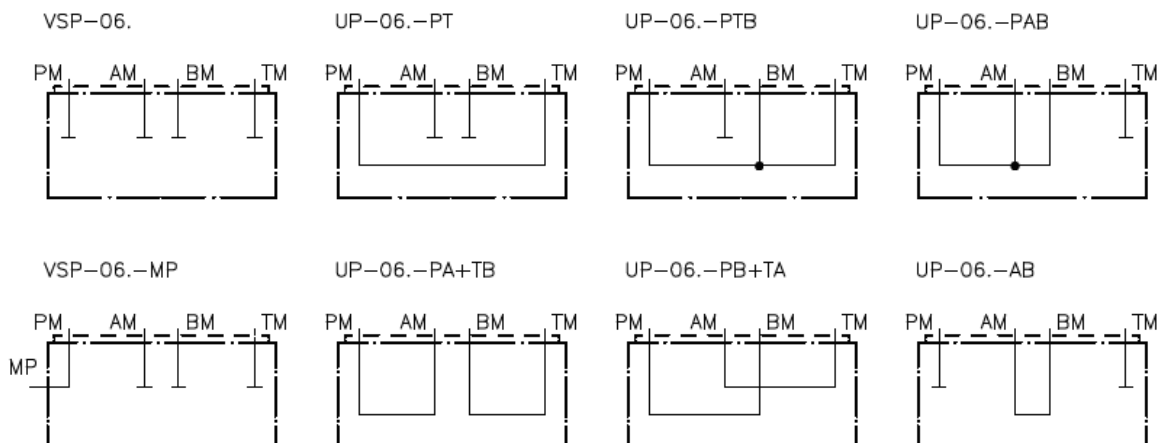 VSP-06. UP-06.-PT UP-06.-PTB UP-06.-PAB
PM AM BM TM PM AM BM TM PM AM BM TM PM AM BM TM
VSP-06.-MP UP-06.-PA+TB UP-06.-PB+TA UP-06.-AB
PM AM BM TM PM AM BM TM PM AM BM TM PM AM BM TM
MP